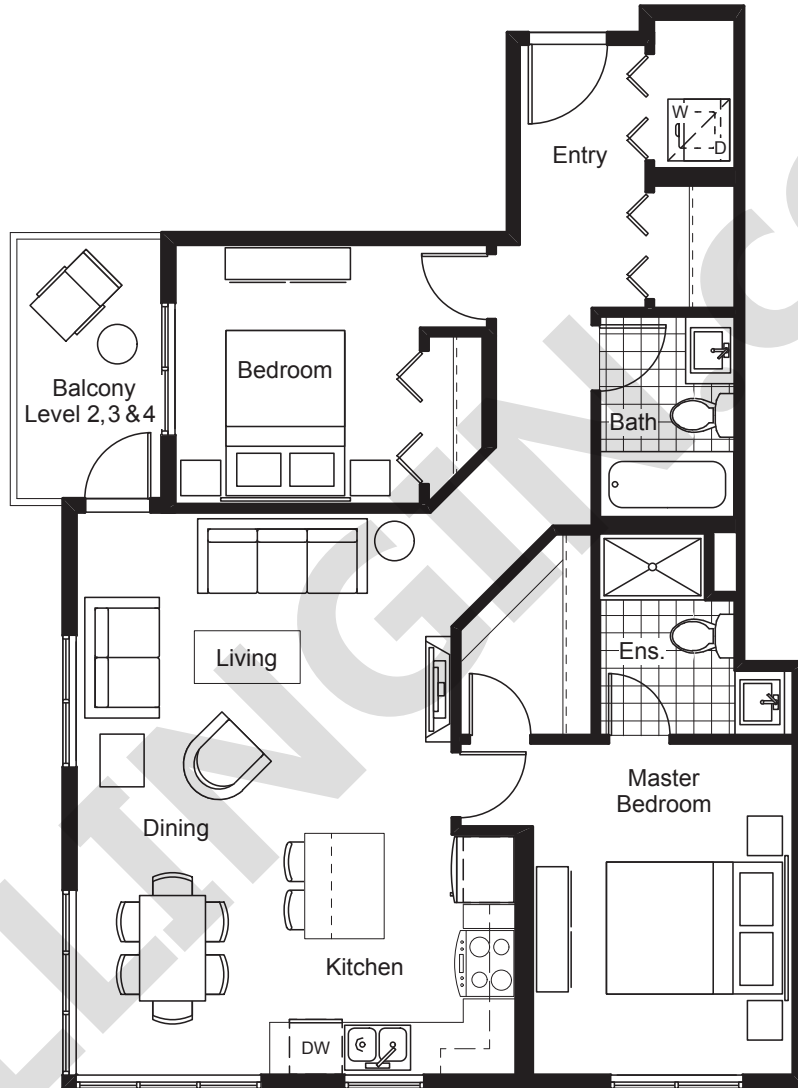 W
D
Entry
Bedroom
Balcony
Level 2,3 & 4
Bath
Living
Ens.
Master
Bedroom
Dining
Kitchen
DW